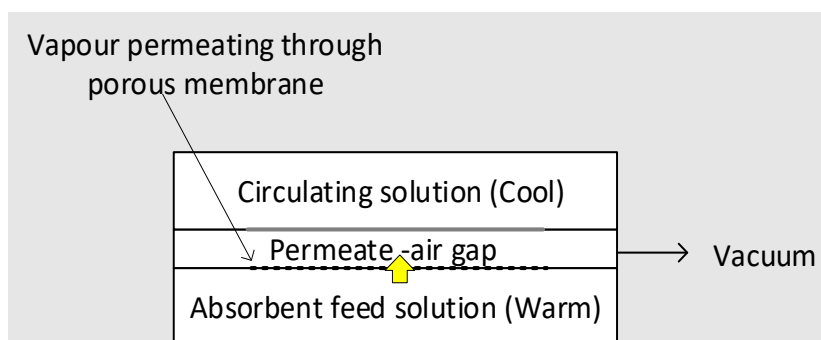 Vapour permeating through
porous membrane
Circulating solution (Cool)
Permeate -air gap
Vacuum
Absorbent feed solution (Warm)